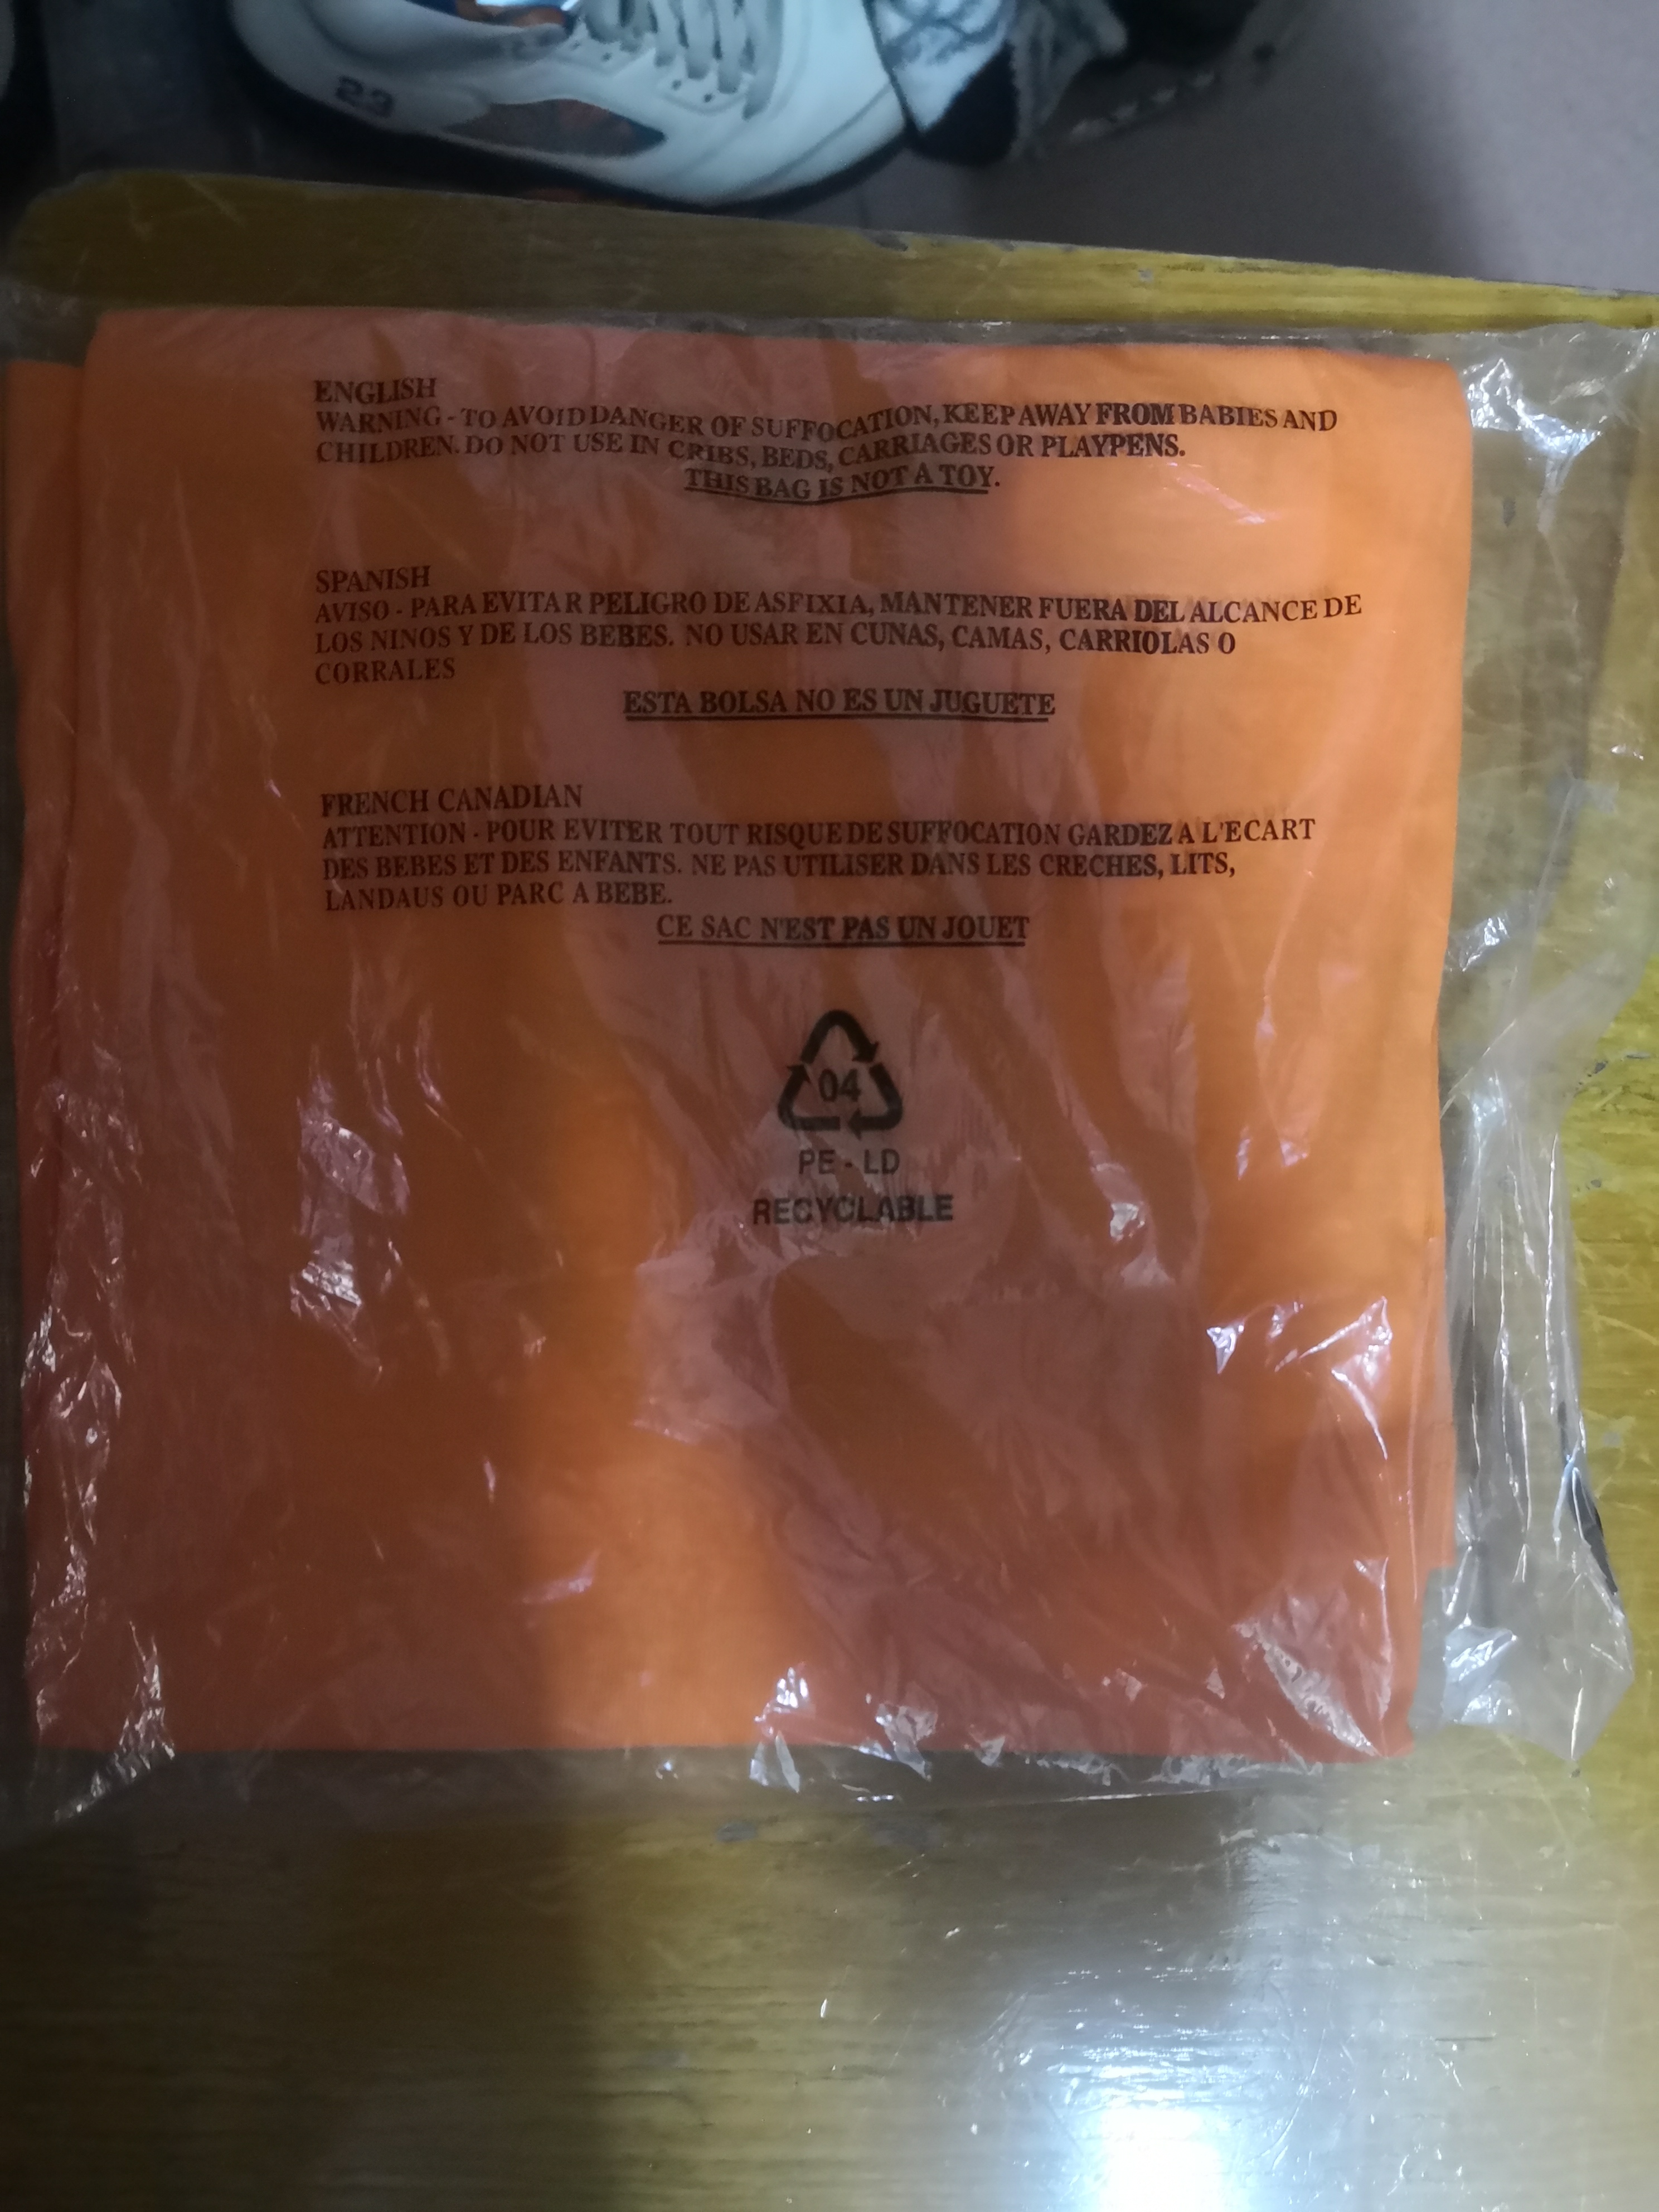 23
ENGLISH
WARNING - TO AVOID DANGER OF SUFFOCATION, KEEP AWAY FROM BABIES AND
CHILDREN. DO NOT USE IN CRIBS, BEDS, CARRIAGES OR PLAYPENS.
THIS BAG IS NOT A TOY.
SPANISH
AVISO - PARA EVITAR PELIGRO DE ASFIXIA, MANTENER FUERA DEL ALCANCE DE
LOS NINOS Y DE LOS BEBES. NO USAR EN CUNAS, CAMAS, CARRIOLAS O
CORRALES
ESTA BOLSA NO ES UN JUGUETE
FRENCH CANADIAN
ATTENTION - POUR EVITER TOUT RISQUE DE SUFFOCATION GARDEZ A L'ECART
DES BEBES ET DES ENFANTS. NE PAS UTILISER DANS LES CRECHES, LITS,
LANDAUS OU PARC A BEBE.
CE SAC N'EST PAS UN JOUET
04
PE - LD
RECYCLABLE